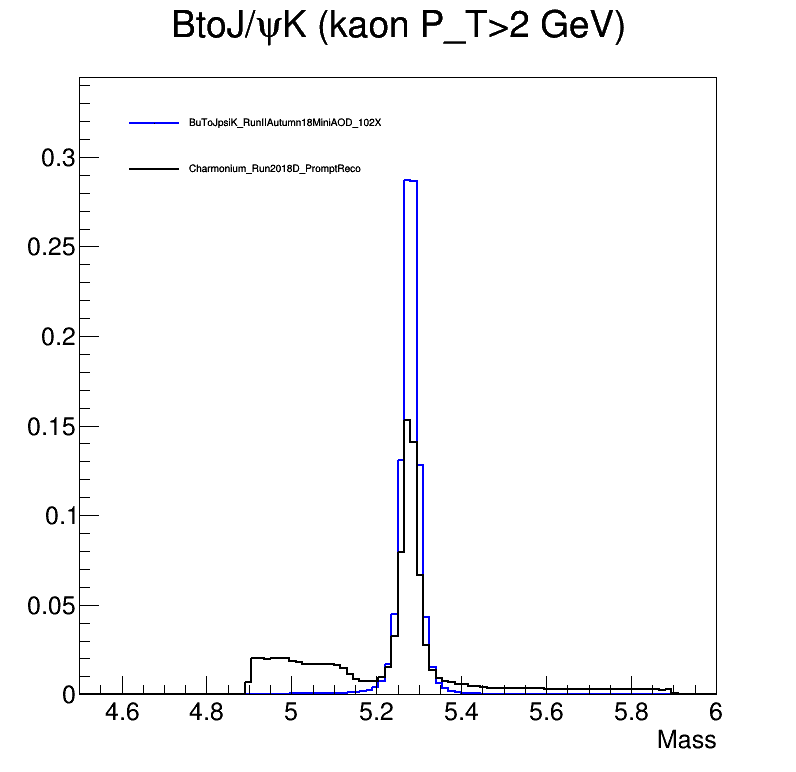 BtoJ/ψK (kaon P_T>2 GeV)
BuToJpsiK_RunIIAutumn18MiniAOD_102X
Charmonium_Run2018D_PromptReco
0.3
0.25
0.2
0.15
0.1
0.05
0
4.6 4.8 5 5.2 5.4 5.6 5.8 6
Mass